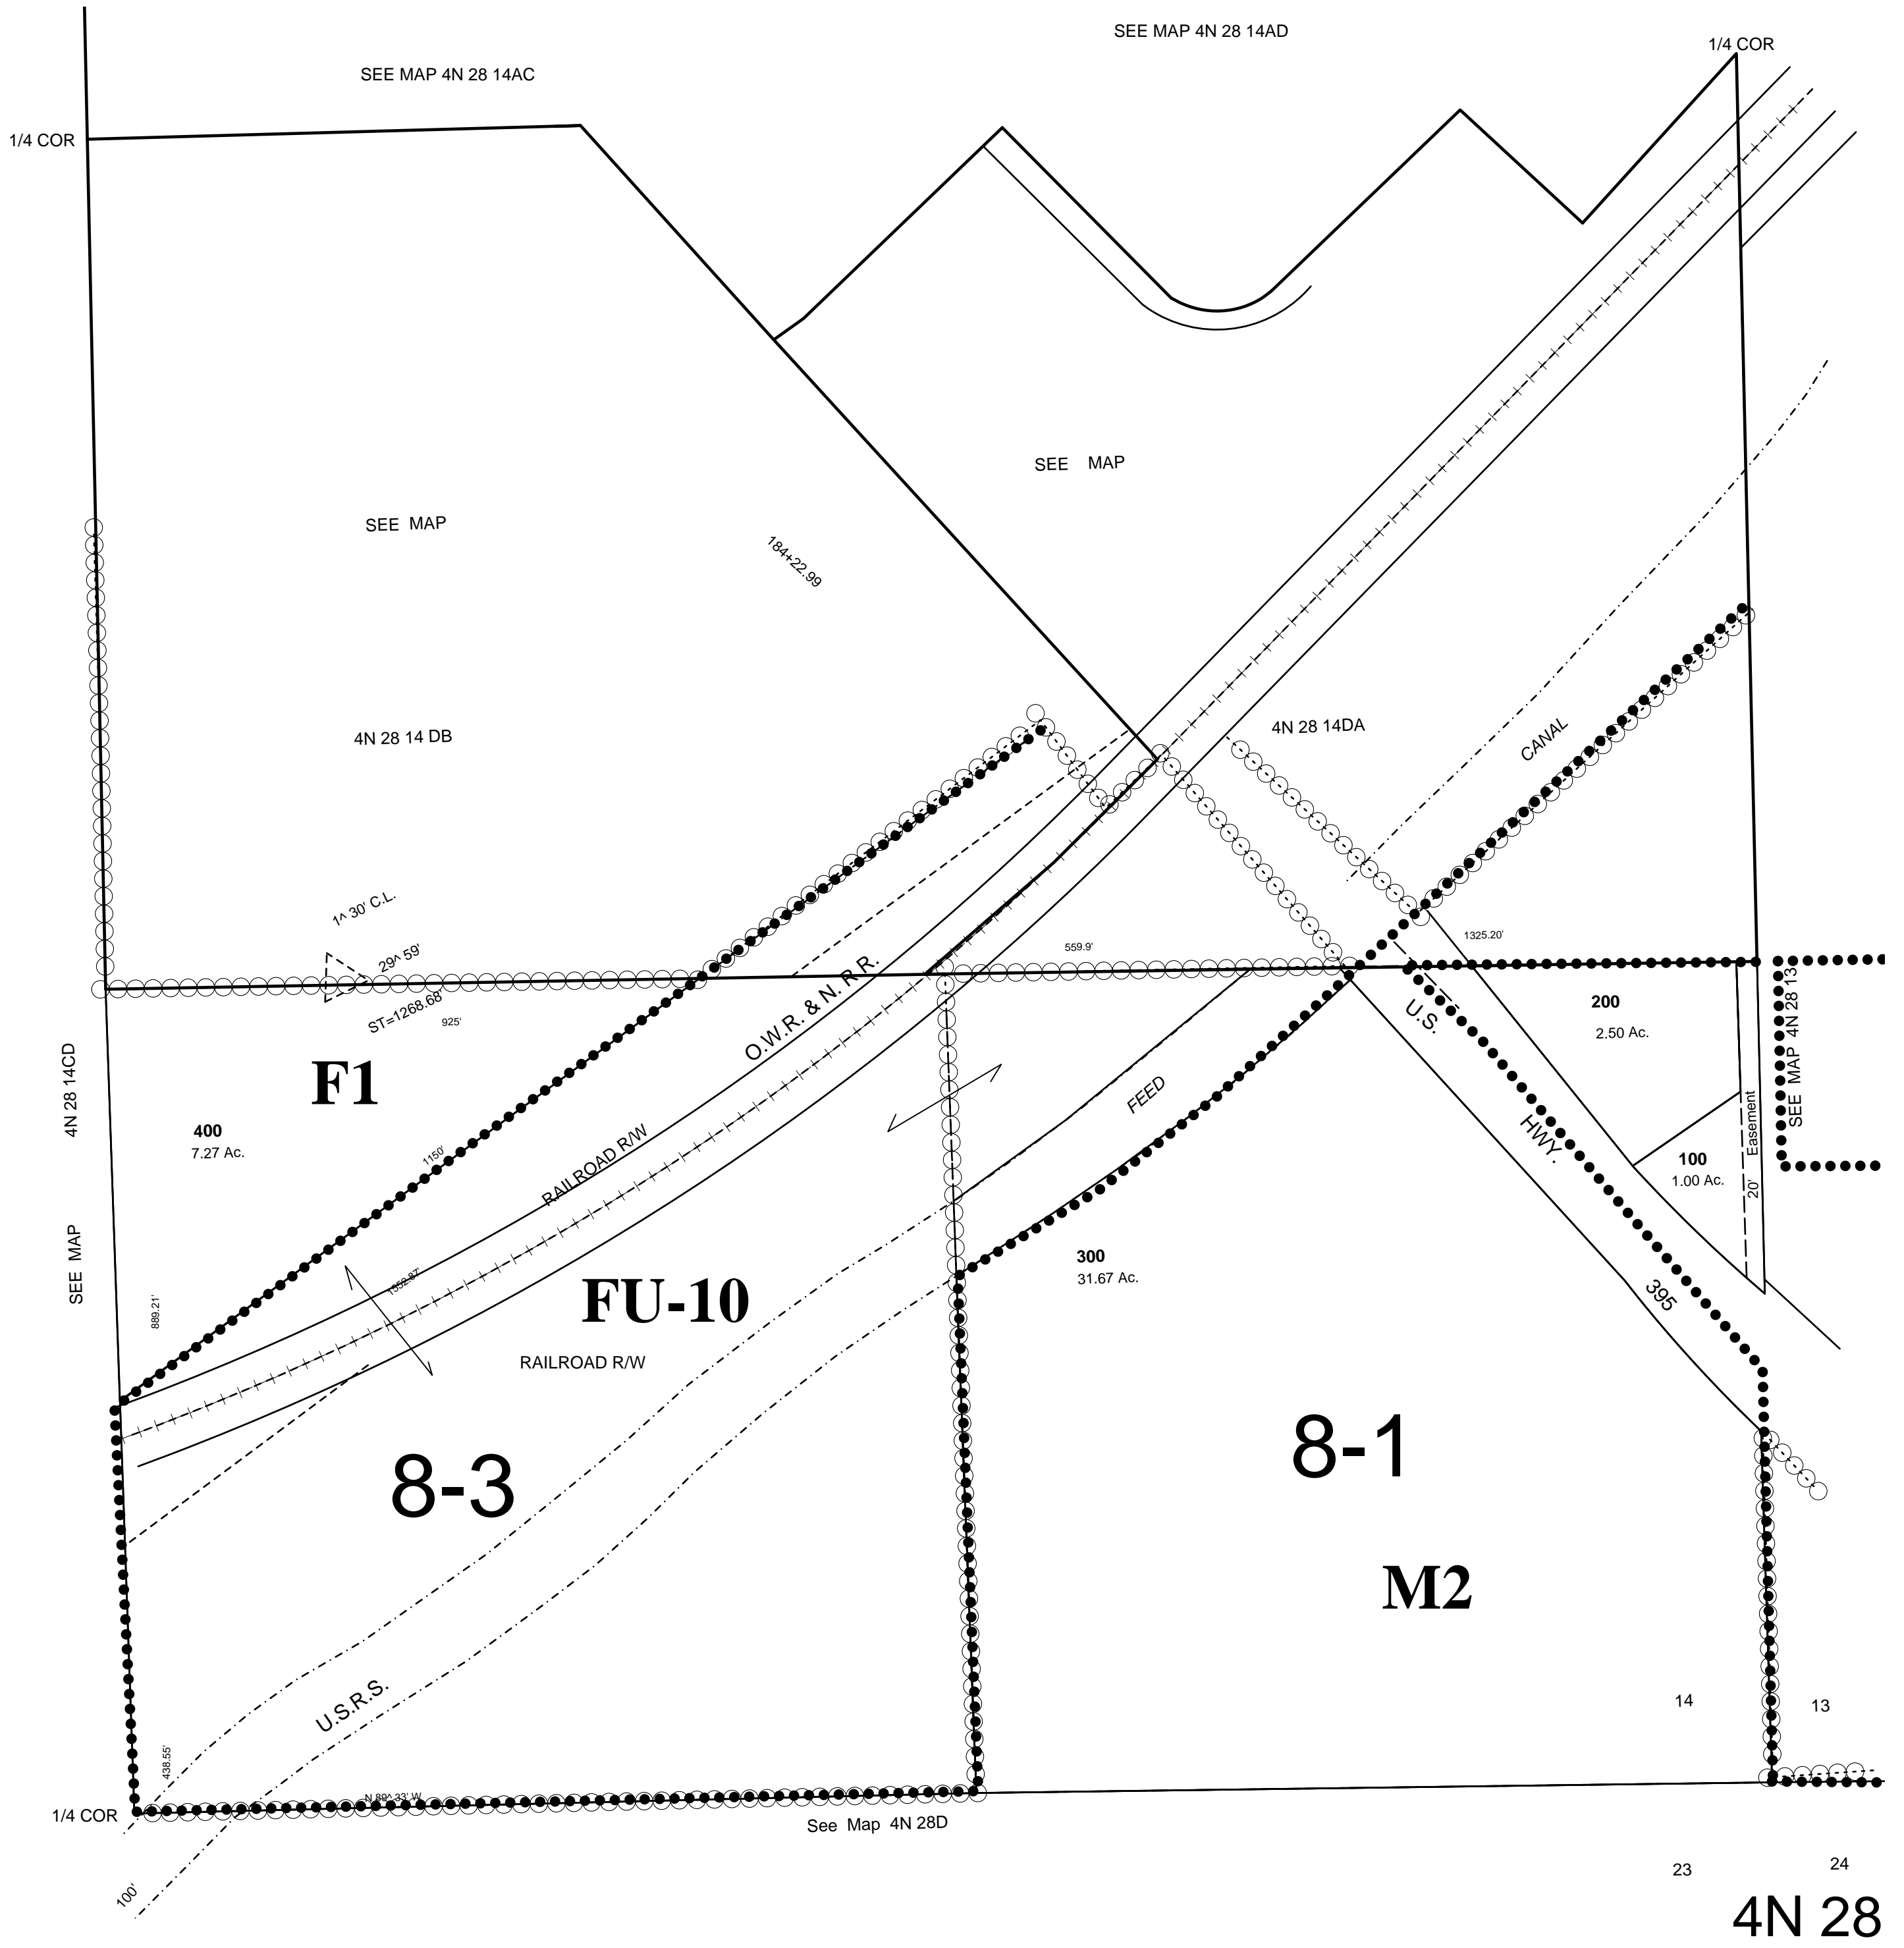 SEE MAP 4N 28 14AD
1/4 COR
SEE MAP 4N 28 14AC
1/4 COR
SEE MAP
SEE MAP
184+22.99
4N 28 14DA
4N 28 14 DB
CANAL
1^ 30' C.L.
29^ 59'
559.9'
1325.20'
O.W.R. & N. R.R.
ST=1268.68'
925'
U.S.
200
2.50 Ac.
SEE MAP 4N 28 13
4N 28 14CD
F1
FEED
HWY.
20' Easement
400
7.27 Ac.
1150'
RAILROAD R/W
100
1.00 Ac.
SEE MAP
300
31.67 Ac.
1552.87'
FU-10
395
889.21'
RAILROAD R/W
8-1
8-3
M2
U.S.R.S.
14
13
438.55'
N 89^ 33' W
1/4 COR
See Map 4N 28D
23
24
100'
4N 28